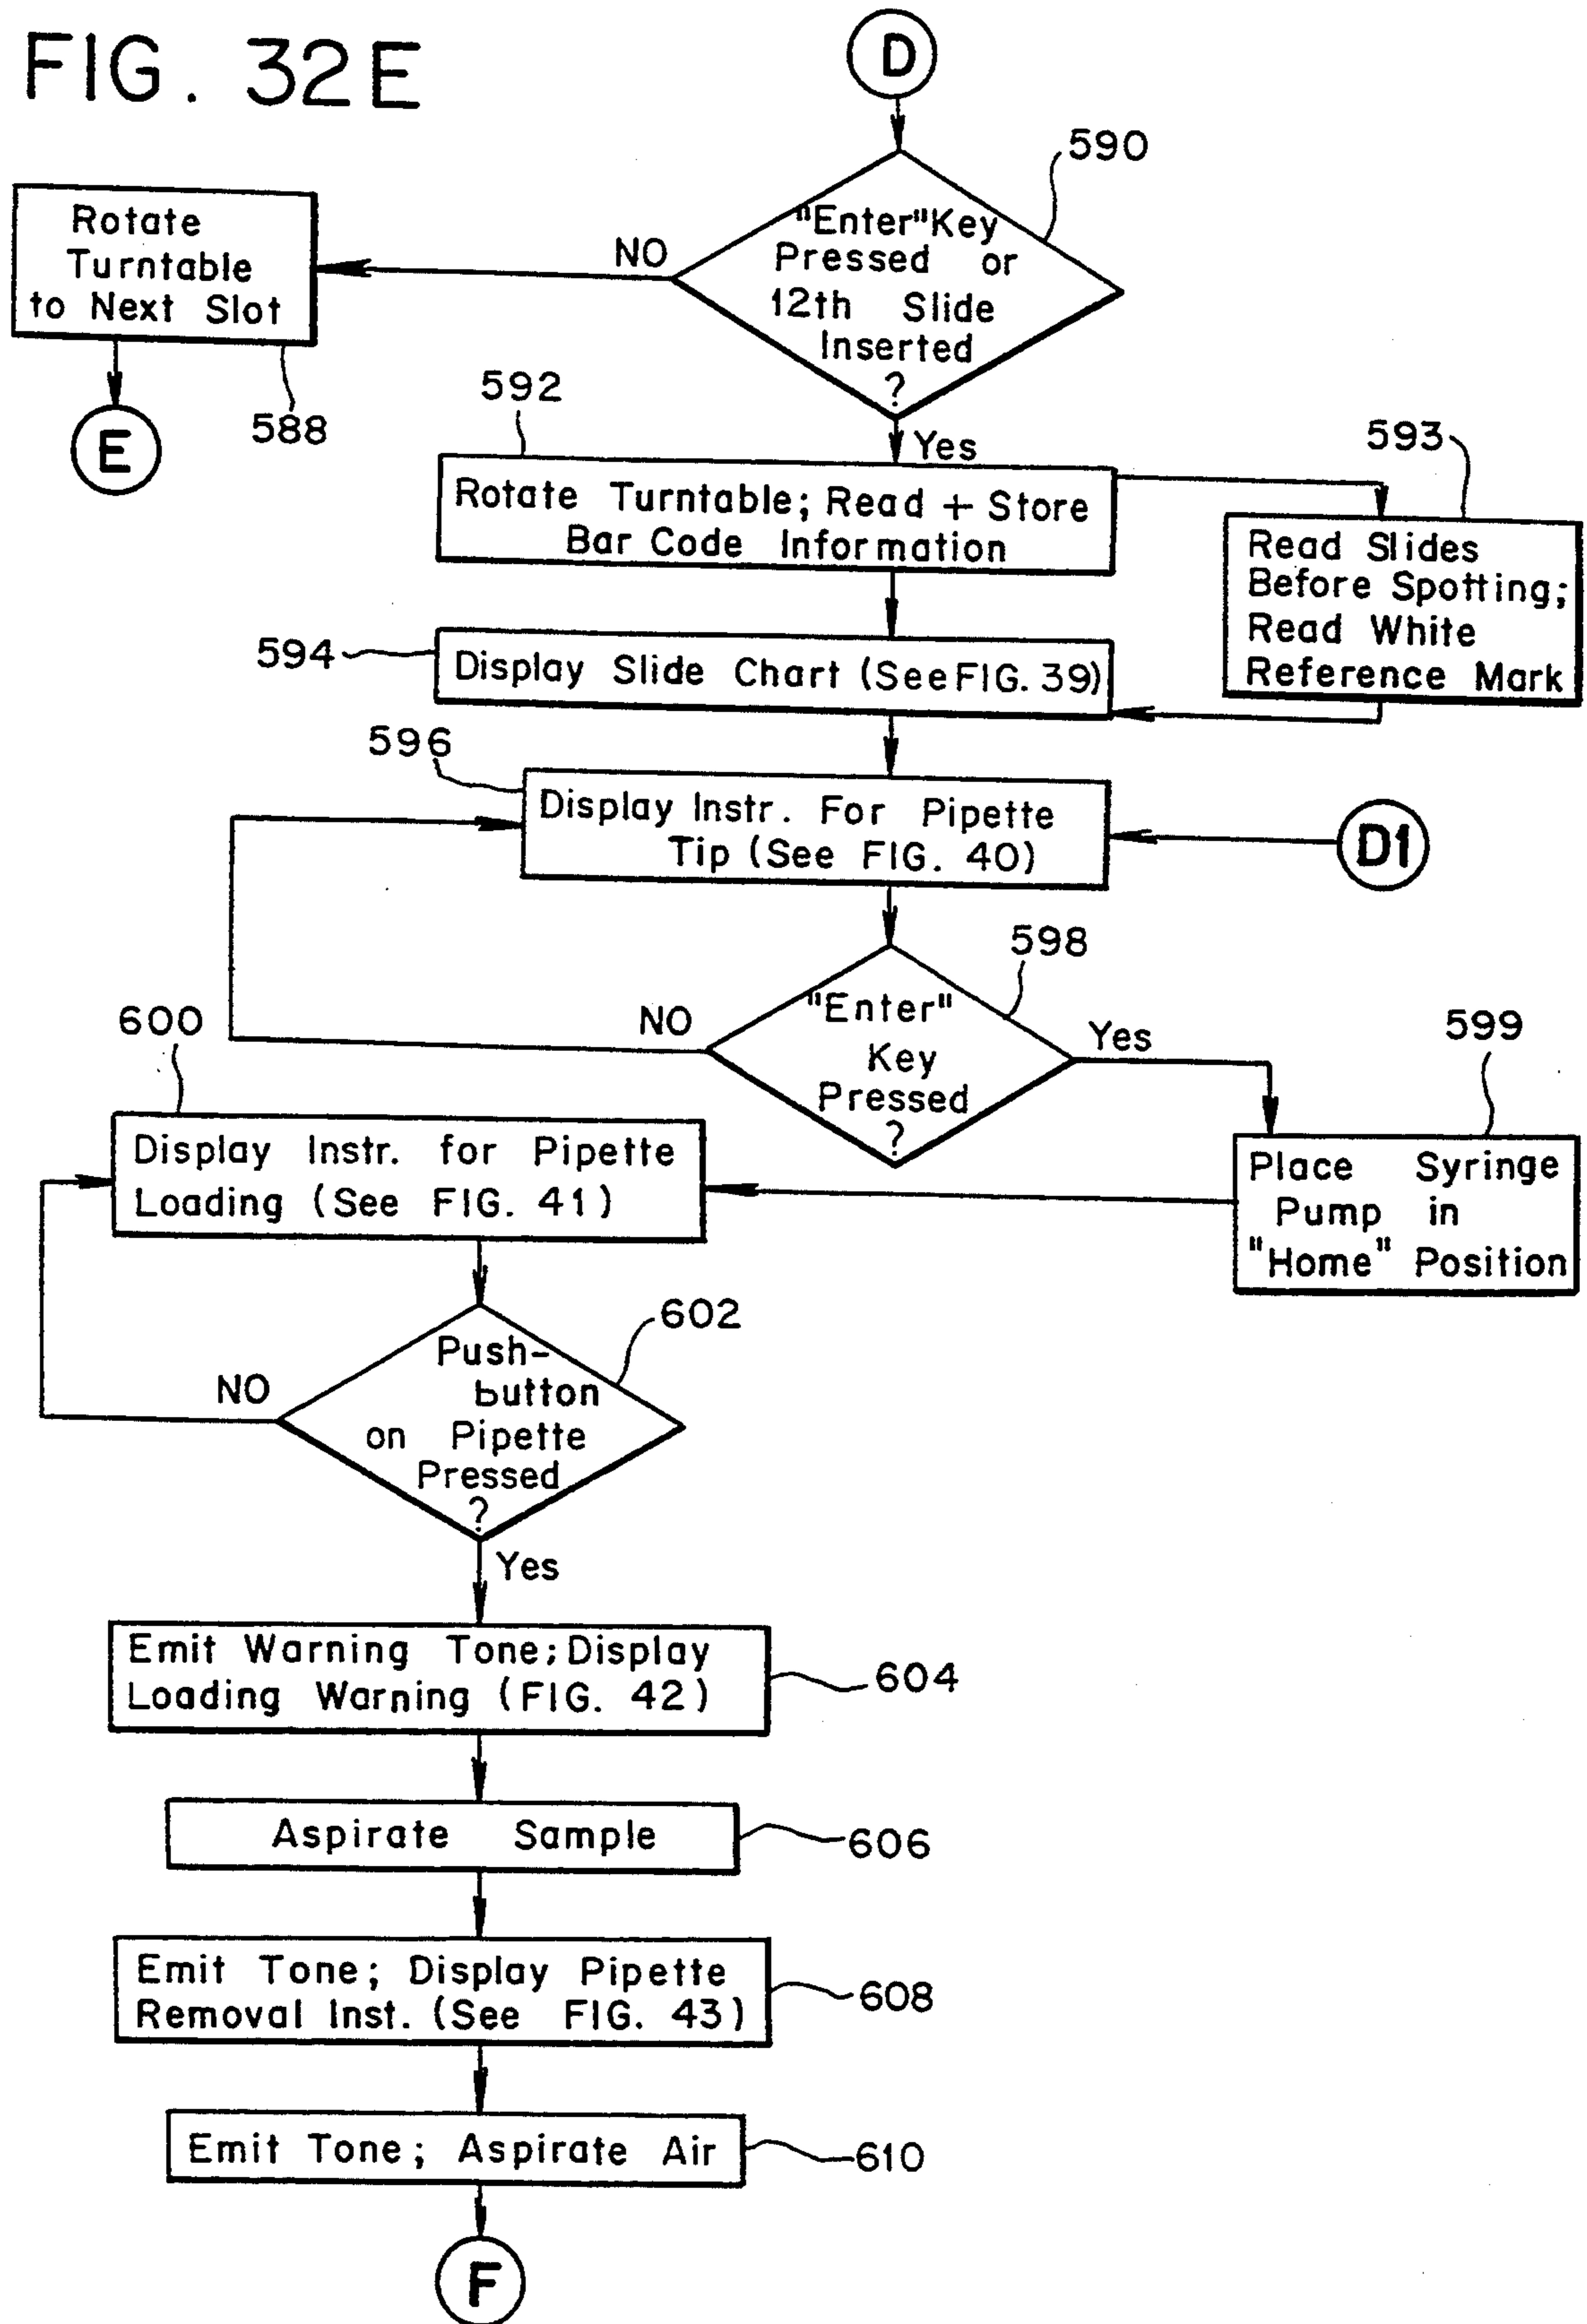 FIG. 32E
D
590
"Enter" Key
Pressed or
12th Slide
Inserted
?
NO
Rotate
Turntable
to Next Slot
588
E
Yes
592
Rotate Turntable; Read + Store
Bar Code Information
593
Read Slides
Before Spotting;
Read White
Reference Mark
594
Display Slide Chart (See FIG. 39)
596
Display Instr. For Pipette
Tip (See FIG. 40)
D1
598
"Enter"
Key
Pressed
?
NO
Yes
599
Place Syringe
Pump in
"Home" Position
600
Display Instr. for Pipette
Loading (See FIG. 41)
602
Push-
button
on Pipette
Pressed
?
NO
Yes
Emit Warning Tone; Display
Loading Warning (FIG. 42)
604
Aspirate Sample
606
Emit Tone; Display Pipette
Removal Inst. (See FIG. 43)
608
Emit Tone; Aspirate Air
610
F